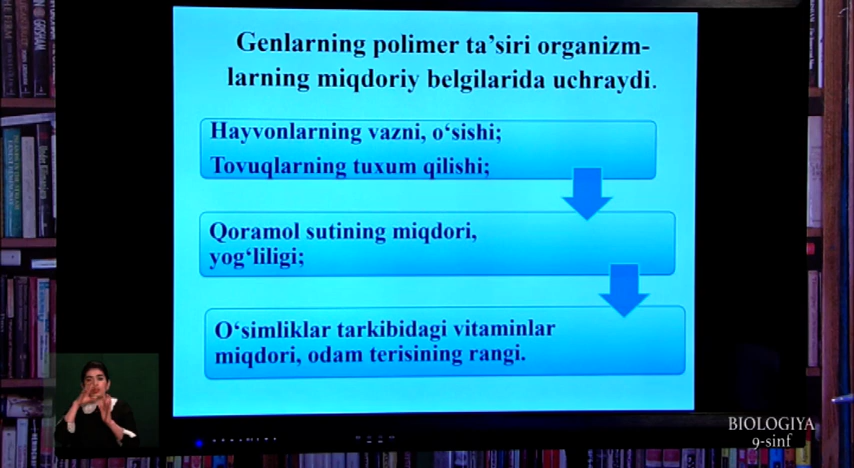 Genlarning polimer ta’siri organizm-
larning miqdoriy belgilarida uchraydi.
Hayvonlarning vazni, o‘sishi;
Tovuqlarning tuxum qilishi;
Qoramol sutining miqdori,
yog‘liligi;
O‘simliklar tarkibidagi vitaminlar
miqdori, odam terisining rangi.
BIOLOGIYA
9-sinf